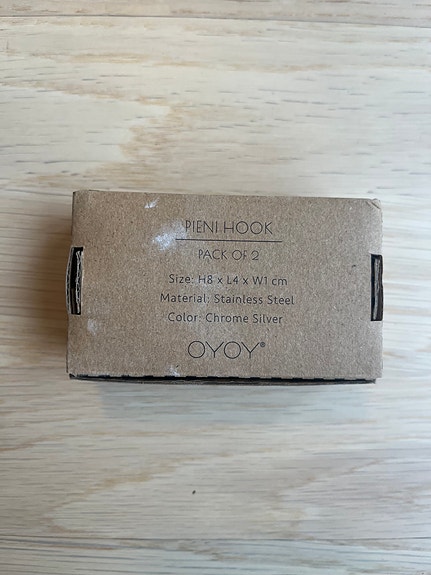 PIENI HOOK
PACK OF 2
Size: H8 x L4 x W1 cm
Material: Stainless Steel
Color: Chrome Silver
OYOY®